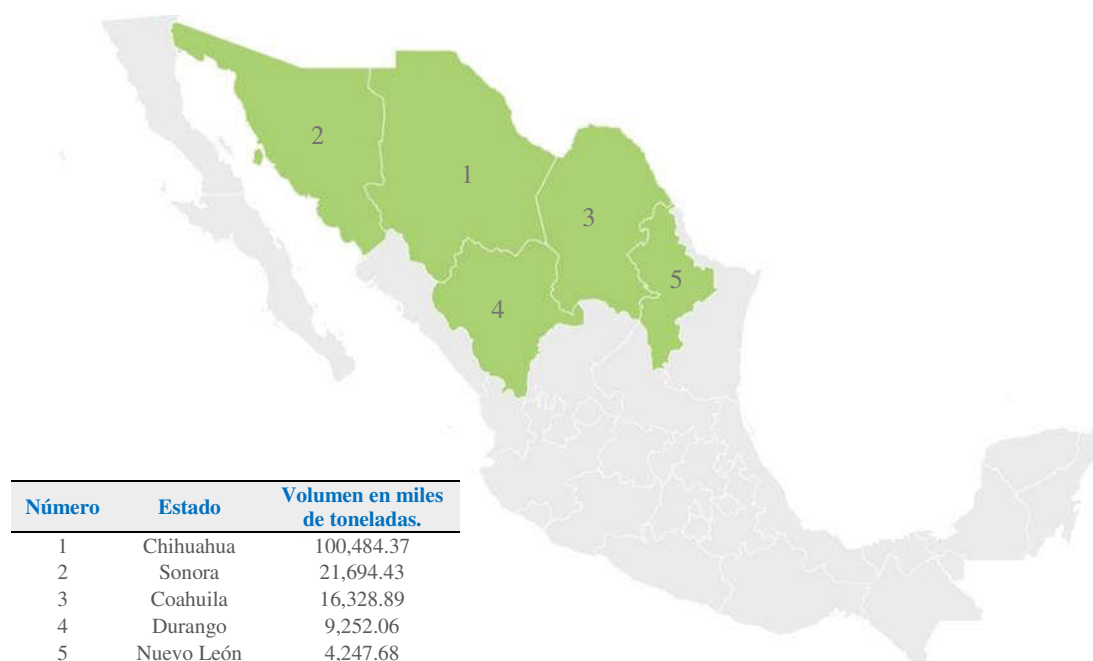 2
1
3
5
4
Número Estado Volumen en miles de toneladas.
1 Chihuahua 100,484.37
2 Sonora 21,694.43
3 Coahuila 16,328.89
4 Durango 9,252.06
5 Nuevo León 4,247.68